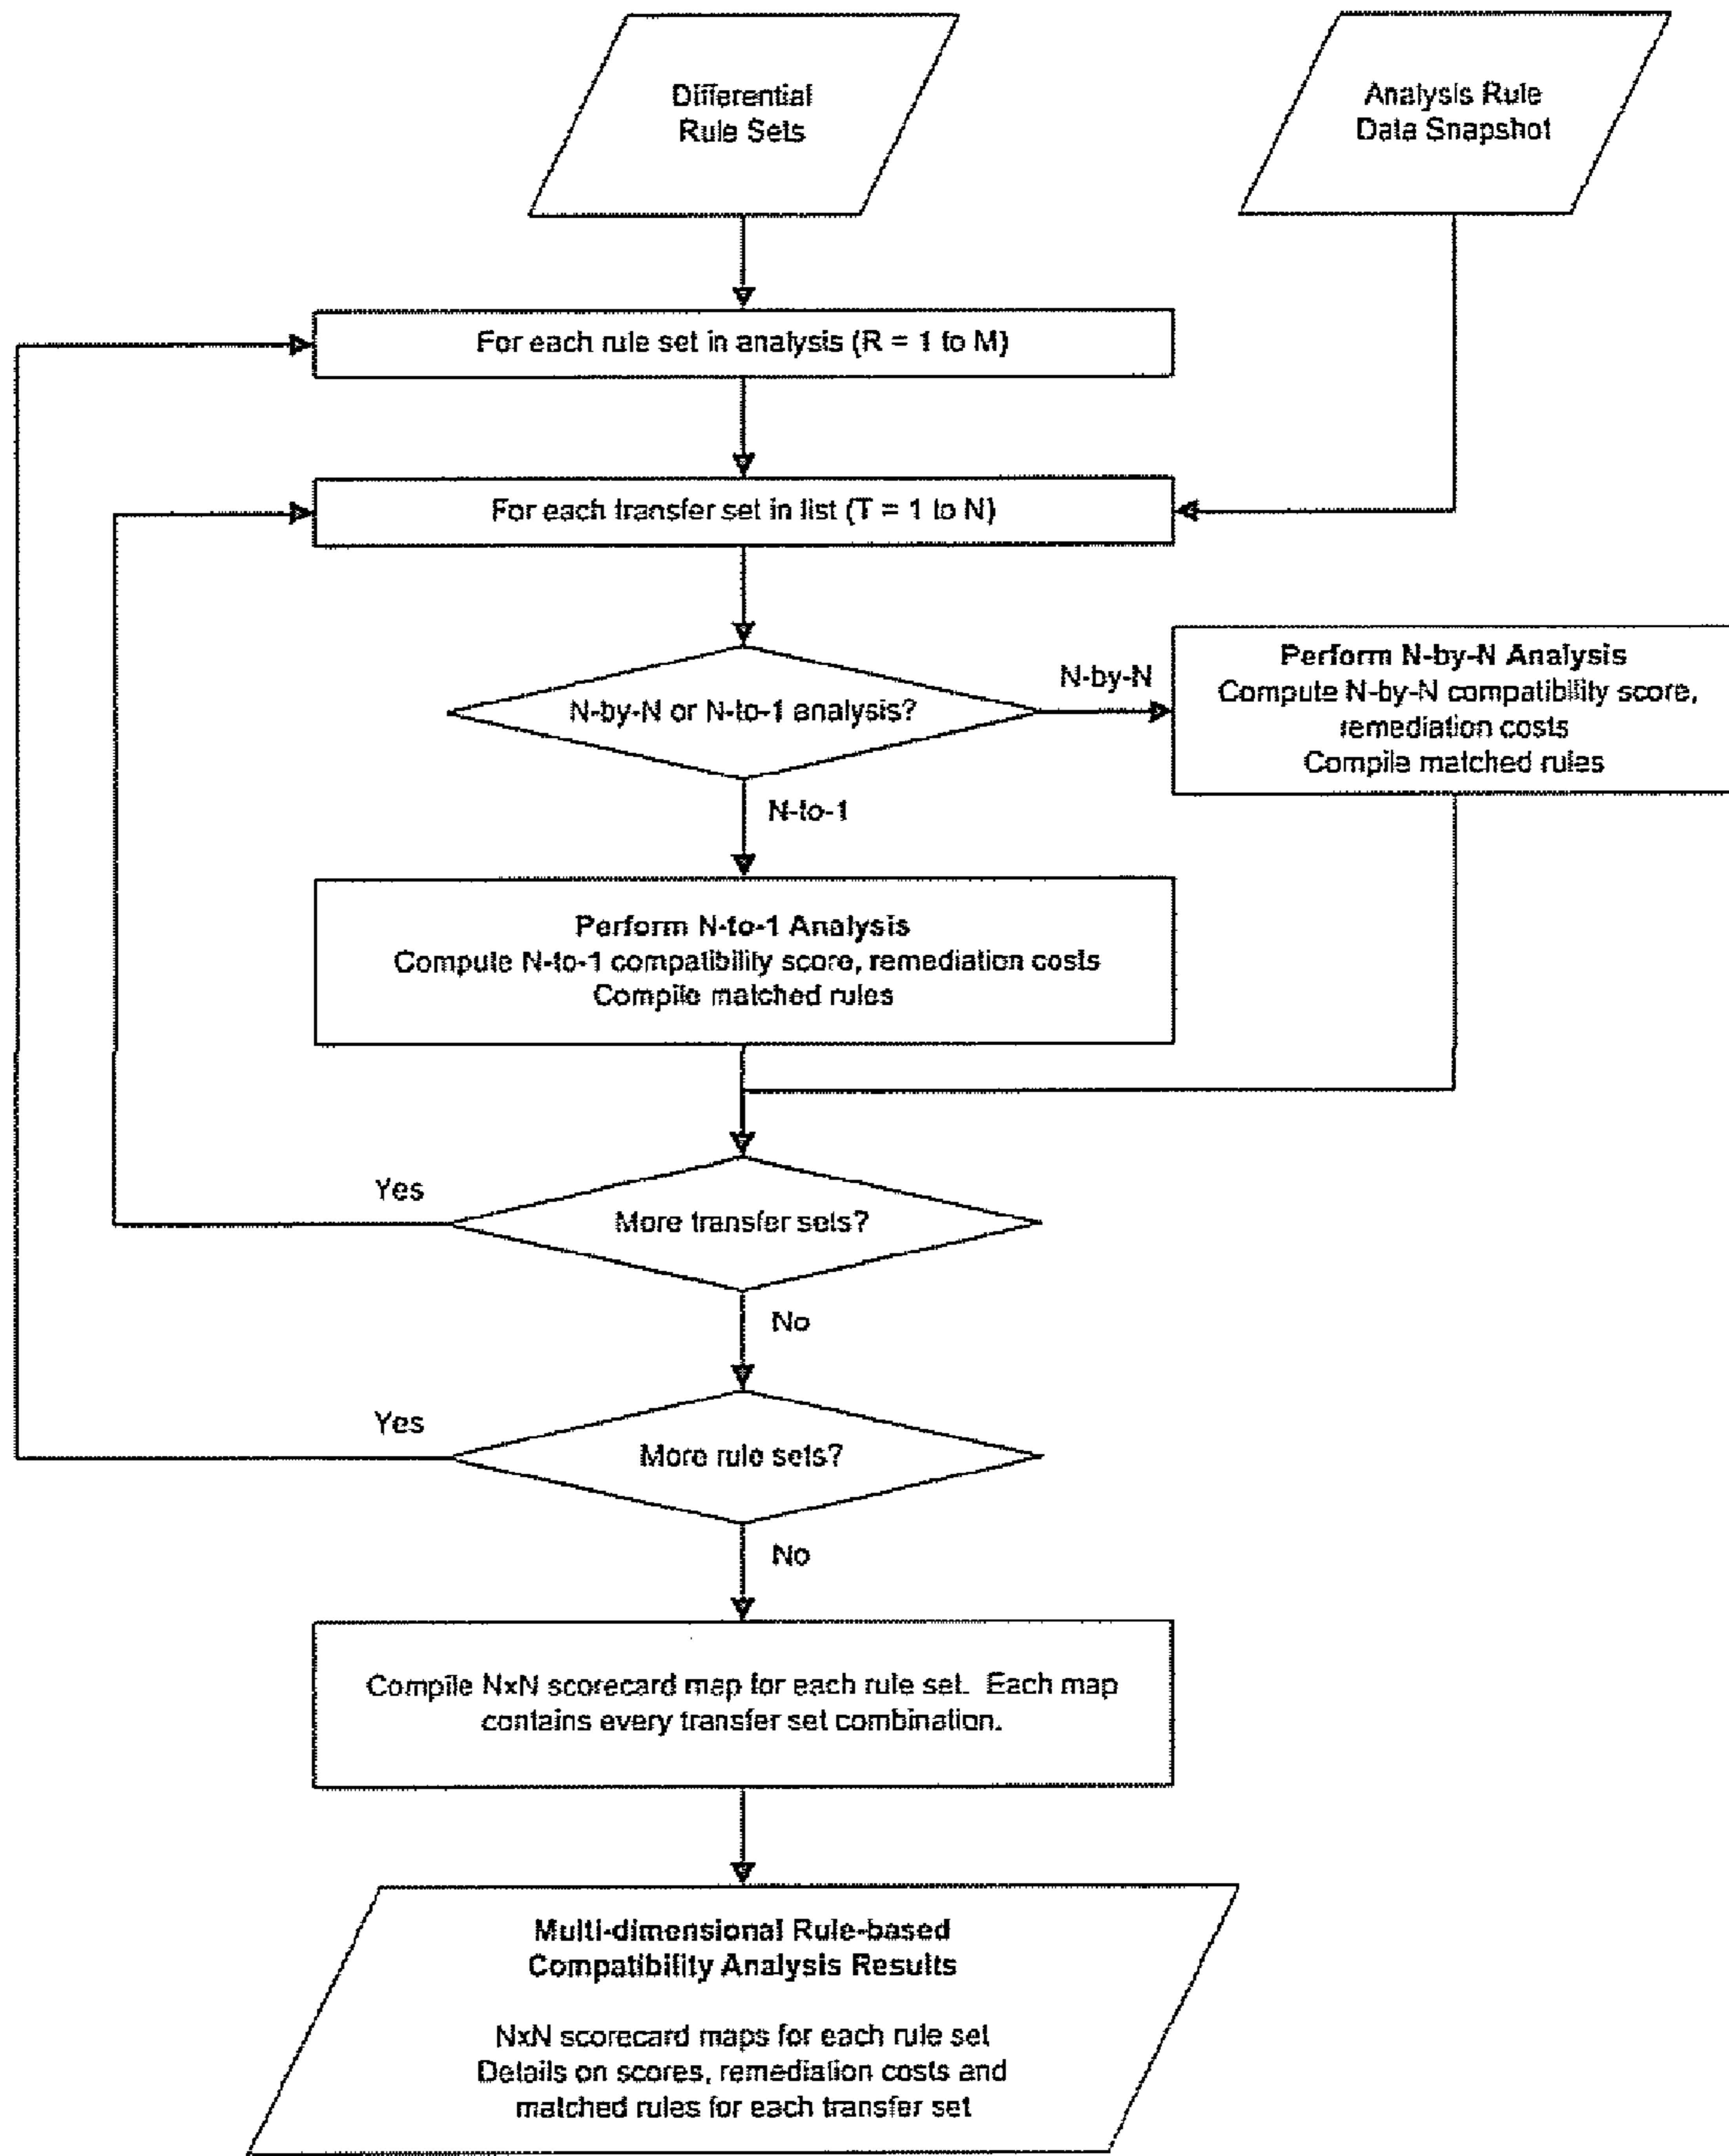 Differential
Rule Sets
Analysis Rule
Data Snapshot
For each rule set in analysis (R = 1 to M)
For each transfer set in list (T = 1 to N)
N-by-N or N-to-1 analysis?
N-by-N
Perform N-by-N Analysis
Compute N-by-N compatibility score,
remediation costs
Compile matched rules
N-to-1
Perform N-to-1 Analysis
Compute N-to-1 compatibility score, remediation costs
Compile matched rules
Yes
More transfer sets?
No
Yes
More rule sets?
No
Compile NxN scorecard map for each rule set. Each map
contains every transfer set combination.
Multi-dimensional Rule-based
Compatibility Analysis Results
NxN scorecard maps for each rule set
Details on scores, remediation costs and
matched rules for each transfer set